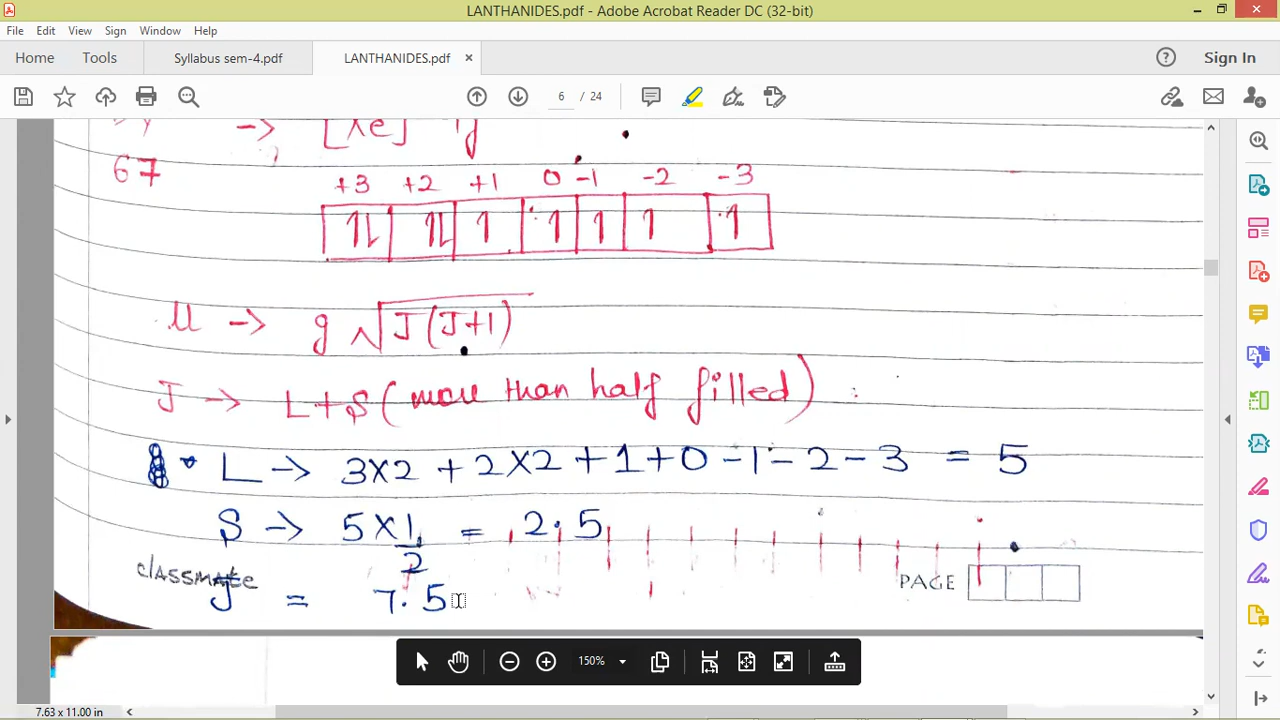 LANTHANIDES.pdf - Adobe Acrobat Reader DC (32-bit)
File Edit View Sign Window Help
Home Tools Syllabus sem-4.pdf LANTHANIDES.pdf × Sign In
6 / 24
→ [Xe]
67
+3 +2 +1 0 -1 -2 -3
↿⇂ ↿⇂ ↿ ↿ ↿ ↿ ↿
μ → g √J(J+1)
J → L+S (more than half filled)
L → 3×2 + 2×2 + 1 + 0 - 1 - 2 - 3 = 5
S → 5 × 1/2 = 2.5
classmate
PAGE
J = 7.5
150%
7.63 x 11.00 in